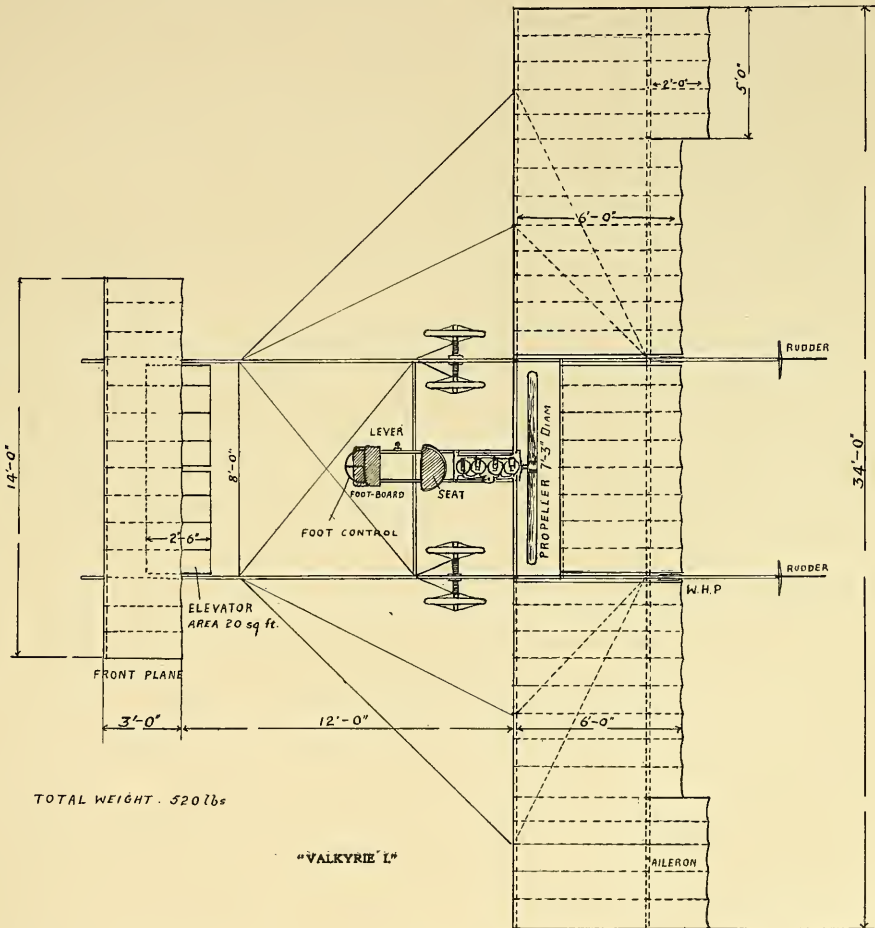 5'0"
2'-0"
6'-0"
RUDDER
14'-0"
8'-0"
LEVER
FOOT-BOARD
SEAT
FOOT CONTROL
PROPELLER 7'-3" DIAM
34'-0"
2'-6"
ELEVATOR
AREA 20 sq ft.
RUDDER
W.H.P
FRONT PLANE
3'-0"
12'-0"
6'-0"
TOTAL WEIGHT. 520 lbs
"VALKYRIE I."
AILERON